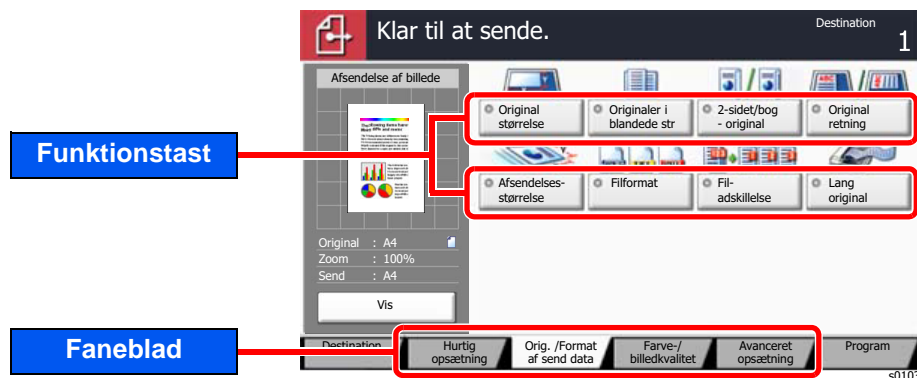 Klar til at sende.
Destination
1
Afsendelse af billede
Original : A4
Zoom : 100%
Send : A4
Vis
Original
størrelse
Originaler i
blandede str
2-sidet/bog
- original
Original
retning
Afsendelses-
størrelse
Filformat
Fil-
adskillelse
Lang
original
Funktionstast
Faneblad
Destination
Hurtig
opsætning
Orig. /Format
af send data
Farve-/
billedkvalitet
Avanceret
opsætning
Program